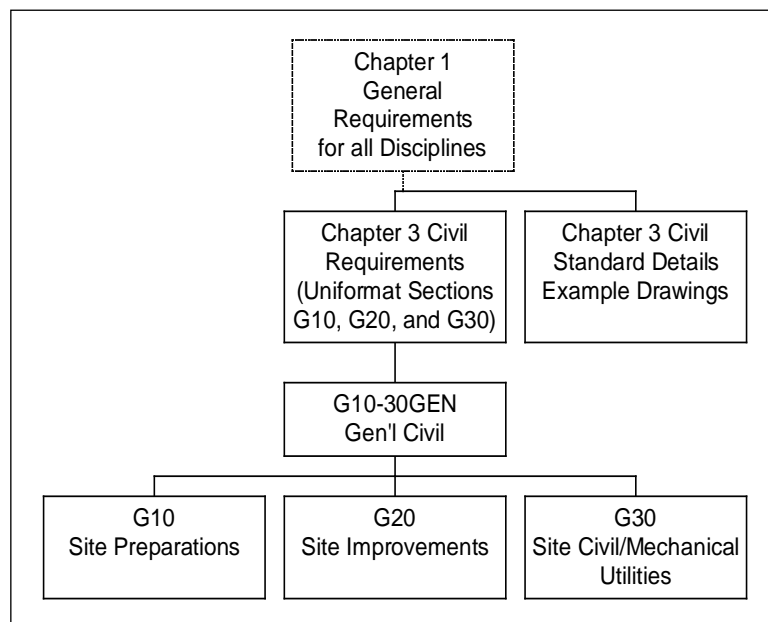 Chapter 1
General
Requirements
for all Disciplines
Chapter 3 Civil
Requirements
(Uniformat Sections
G10, G20, and G30)
Chapter 3 Civil
Standard Details
Example Drawings
G10-30GEN
Gen'l Civil
G10
Site Preparations
G20
Site Improvements
G30
Site Civil/Mechanical
Utilities